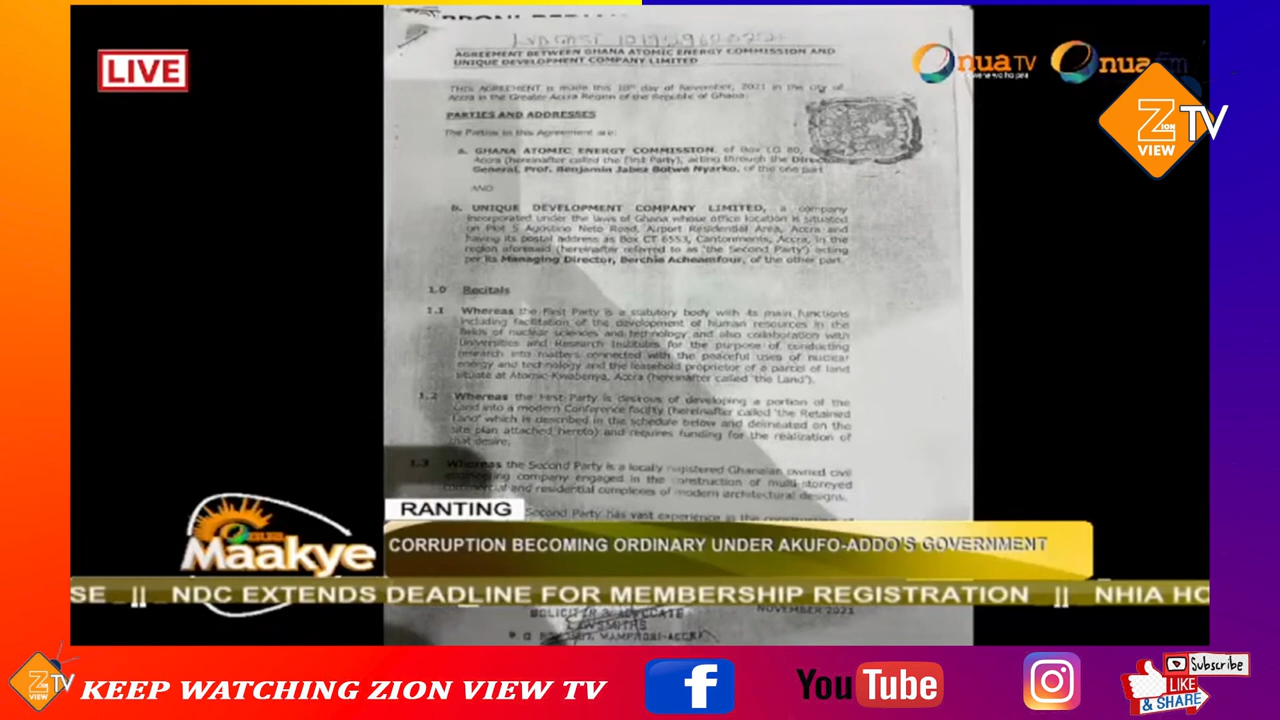 LIVE
nua TV
nua fm
Z
ZION
VIEW
TV
AGREEMENT BETWEEN GHANA ATOMIC ENERGY COMMISSION AND
UNIQUE DEVELOPMENT COMPANY LIMITED
THIS AGREEMENT is made this 10th day of November, 2021 in the city of
Accra in the Greater Accra Region of the Republic of Ghana:
PARTIES AND ADDRESSES
The Parties in this Agreement are:
a. GHANA ATOMIC ENERGY COMMISSION, of Box LG 80,
Accra (hereinafter called the First Party), acting through the
General, Prof. Benjamin Jabez Botwe Nyarko, of the one part
AND
b. UNIQUE DEVELOPMENT COMPANY LIMITED, a company
incorporated under the laws of Ghana whose office location is situated
on Plot 5 Agostino Neto Road, Airport Residential Area, Accra and
having its postal address as Box CT 6553, Cantonments, Accra, in the
region aforesaid (hereinafter referred to as 'the Second Party') acting
per its Managing Director, Berchie Acheamfour, of the other part.
1.0 Recitals
1.1 Whereas the First Party is a statutory body with its main functions
including facilitation of the development of human resources in the
fields of nuclear sciences and technology and also collaboration with
Universities and Research Institutes for the purpose of conducting
research into matters connected with the peaceful uses of nuclear
energy and technology and the leasehold proprietor of a parcel of land
situate at Atomic-Kwabenya, Accra (hereinafter called 'the Land').
1.2 Whereas the First Party is desirous of developing a portion of the
Land into a modern Conference facility (hereinafter called 'the Retained
Land' which is described in the schedule below and delineated on the
site plan attached hereto) and requires funding for the realization of
that desire.
1.3 Whereas the Second Party is a locally registered Ghanaian owned civil
engineering company engaged in the construction of multi-storeyed
commercial and residential complexes of modern architectural designs.
Second Party has vast experience in the
RANTING
nua
Maakye
CORRUPTION BECOMING ORDINARY UNDER AKUFO-ADDO'S GOVERNMENT
SE || NDC EXTENDS DEADLINE FOR MEMBERSHIP REGISTRATION || NHIA HO
SOLICITOR & ADVOCATE
NOVEMBER 2021
LAWSMITHS
MAMPROBI-ACCRA
Z
VIEW
TV
KEEP WATCHING ZION VIEW TV
f
YouTube
Subscribe
LIKE
& SHARE